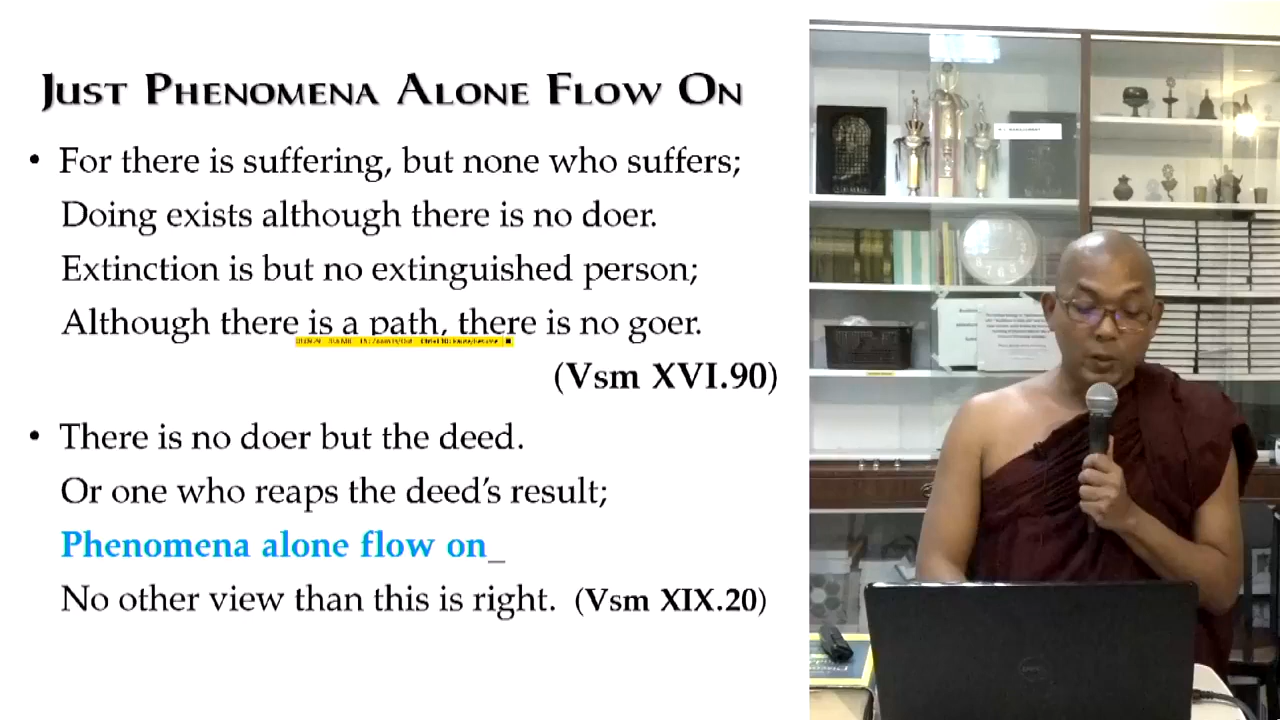 Just Phenomena Alone Flow On
• For there is suffering, but none who suffers;
Doing exists although there is no doer.
Extinction is but no extinguished person;
Although there is a path, there is no goer.
(Vsm XVI.90)
• There is no doer but the deed.
Or one who reaps the deed’s result;
Phenomena alone flow on_
No other view than this is right. (Vsm XIX.20)
DELL